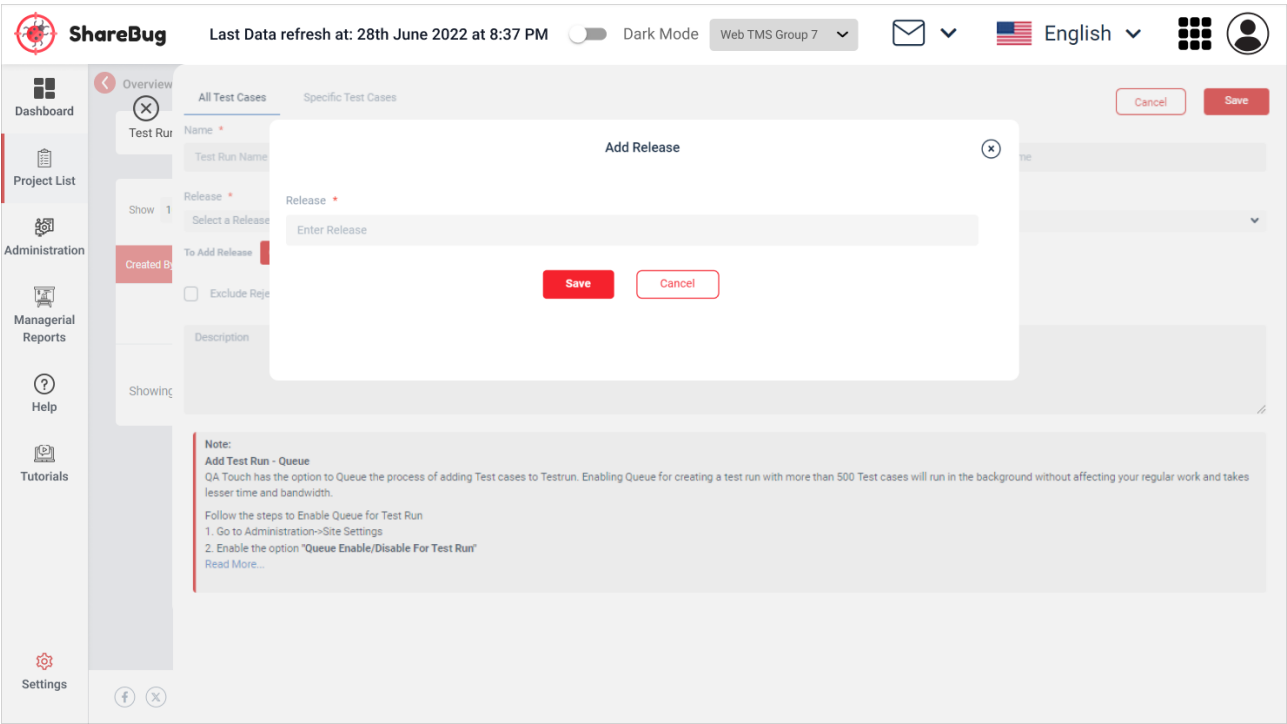 ShareBug
Last Data refresh at: 28th June 2022 at 8:37 PM
Dark Mode
Web TMS Group 7
English
Dashboard
Project List
Administration
Managerial
Reports
Help
Tutorials
Settings
Overview
Test Run
Show 1
Created By
Showing
All Test Cases
Specific Test Cases
Cancel
Save
Name *
Test Run Name
Release *
Select a Release
To Add Release
Exclude Reje
Description
Add Release
Release *
Enter Release
Save
Cancel
Note:
Add Test Run - Queue
QA Touch has the option to Queue the process of adding Test cases to Testrun. Enabling Queue for creating a test run with more than 500 Test cases will run in the background without affecting your regular work and takes
lesser time and bandwidth.
Follow the steps to Enable Queue for Test Run
1. Go to Administration->Site Settings
2. Enable the option "Queue Enable/Disable For Test Run"
Read More...